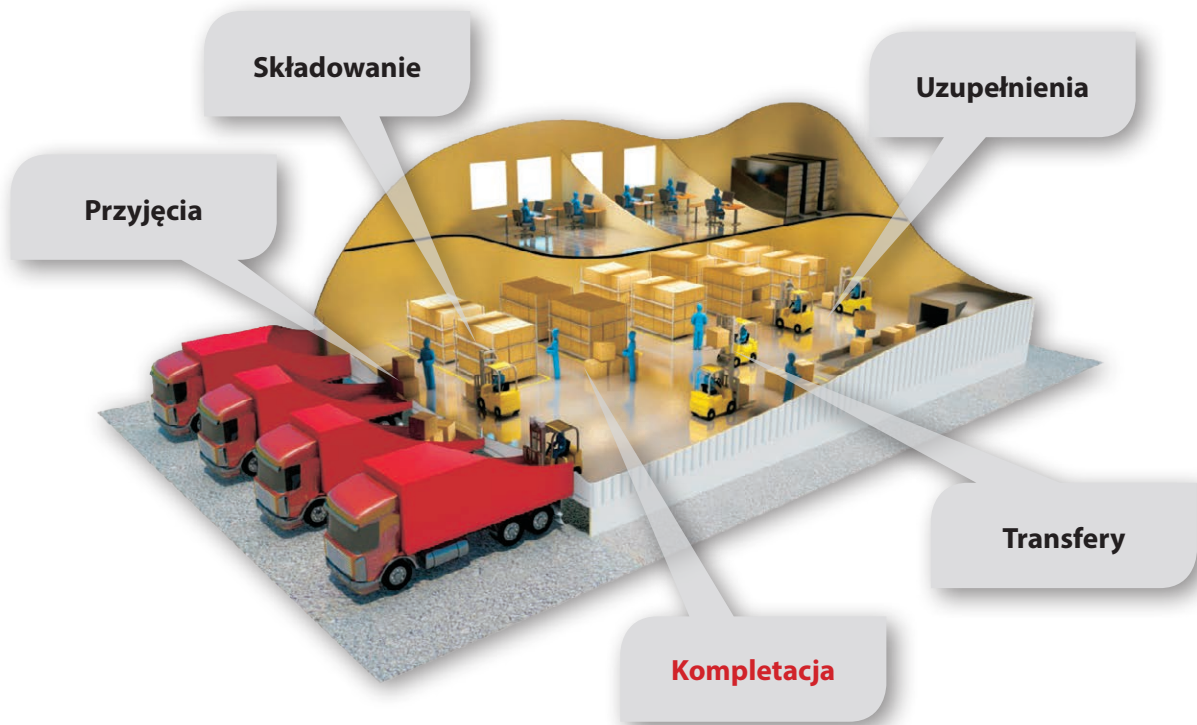 Składowanie
Uzupełnienia
Przyjęcia
Transfery
Kompletacja